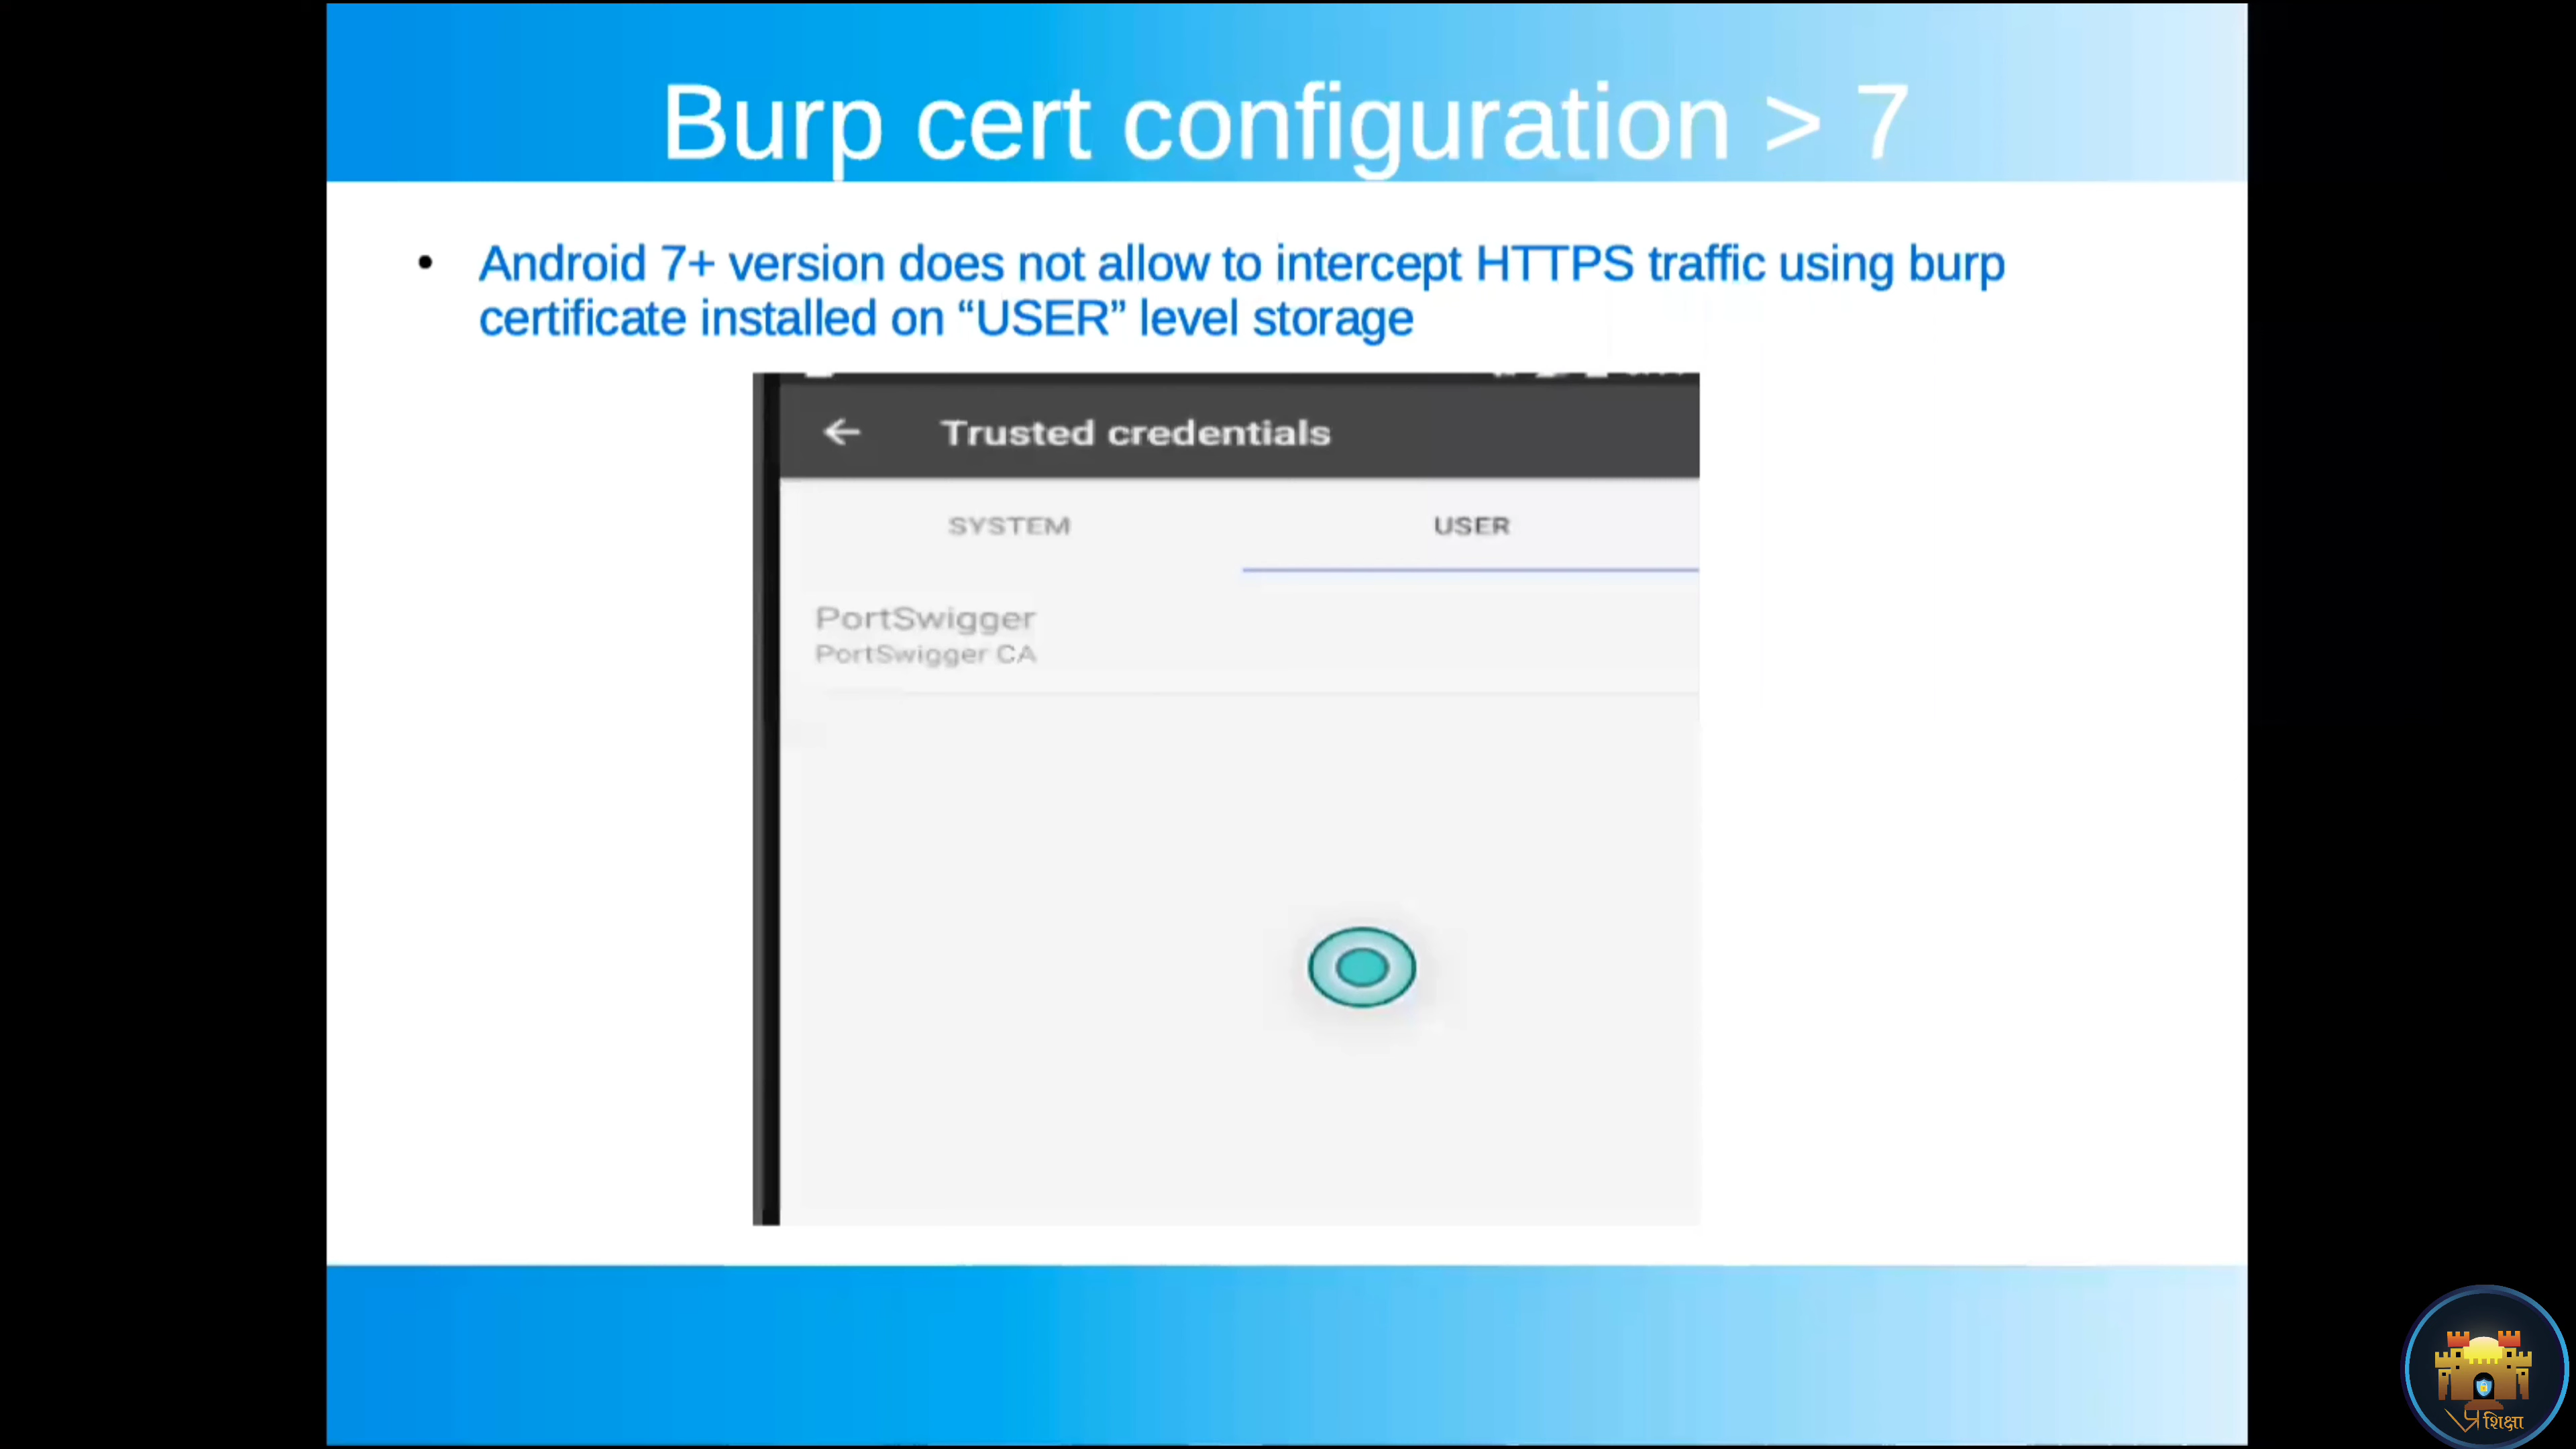 Burp cert configuration > 7
• Android 7+ version does not allow to intercept HTTPS traffic using burp
certificate installed on “USER” level storage
Trusted credentials
SYSTEM USER
PortSwigger
PortSwigger CA
प्रशिक्षा